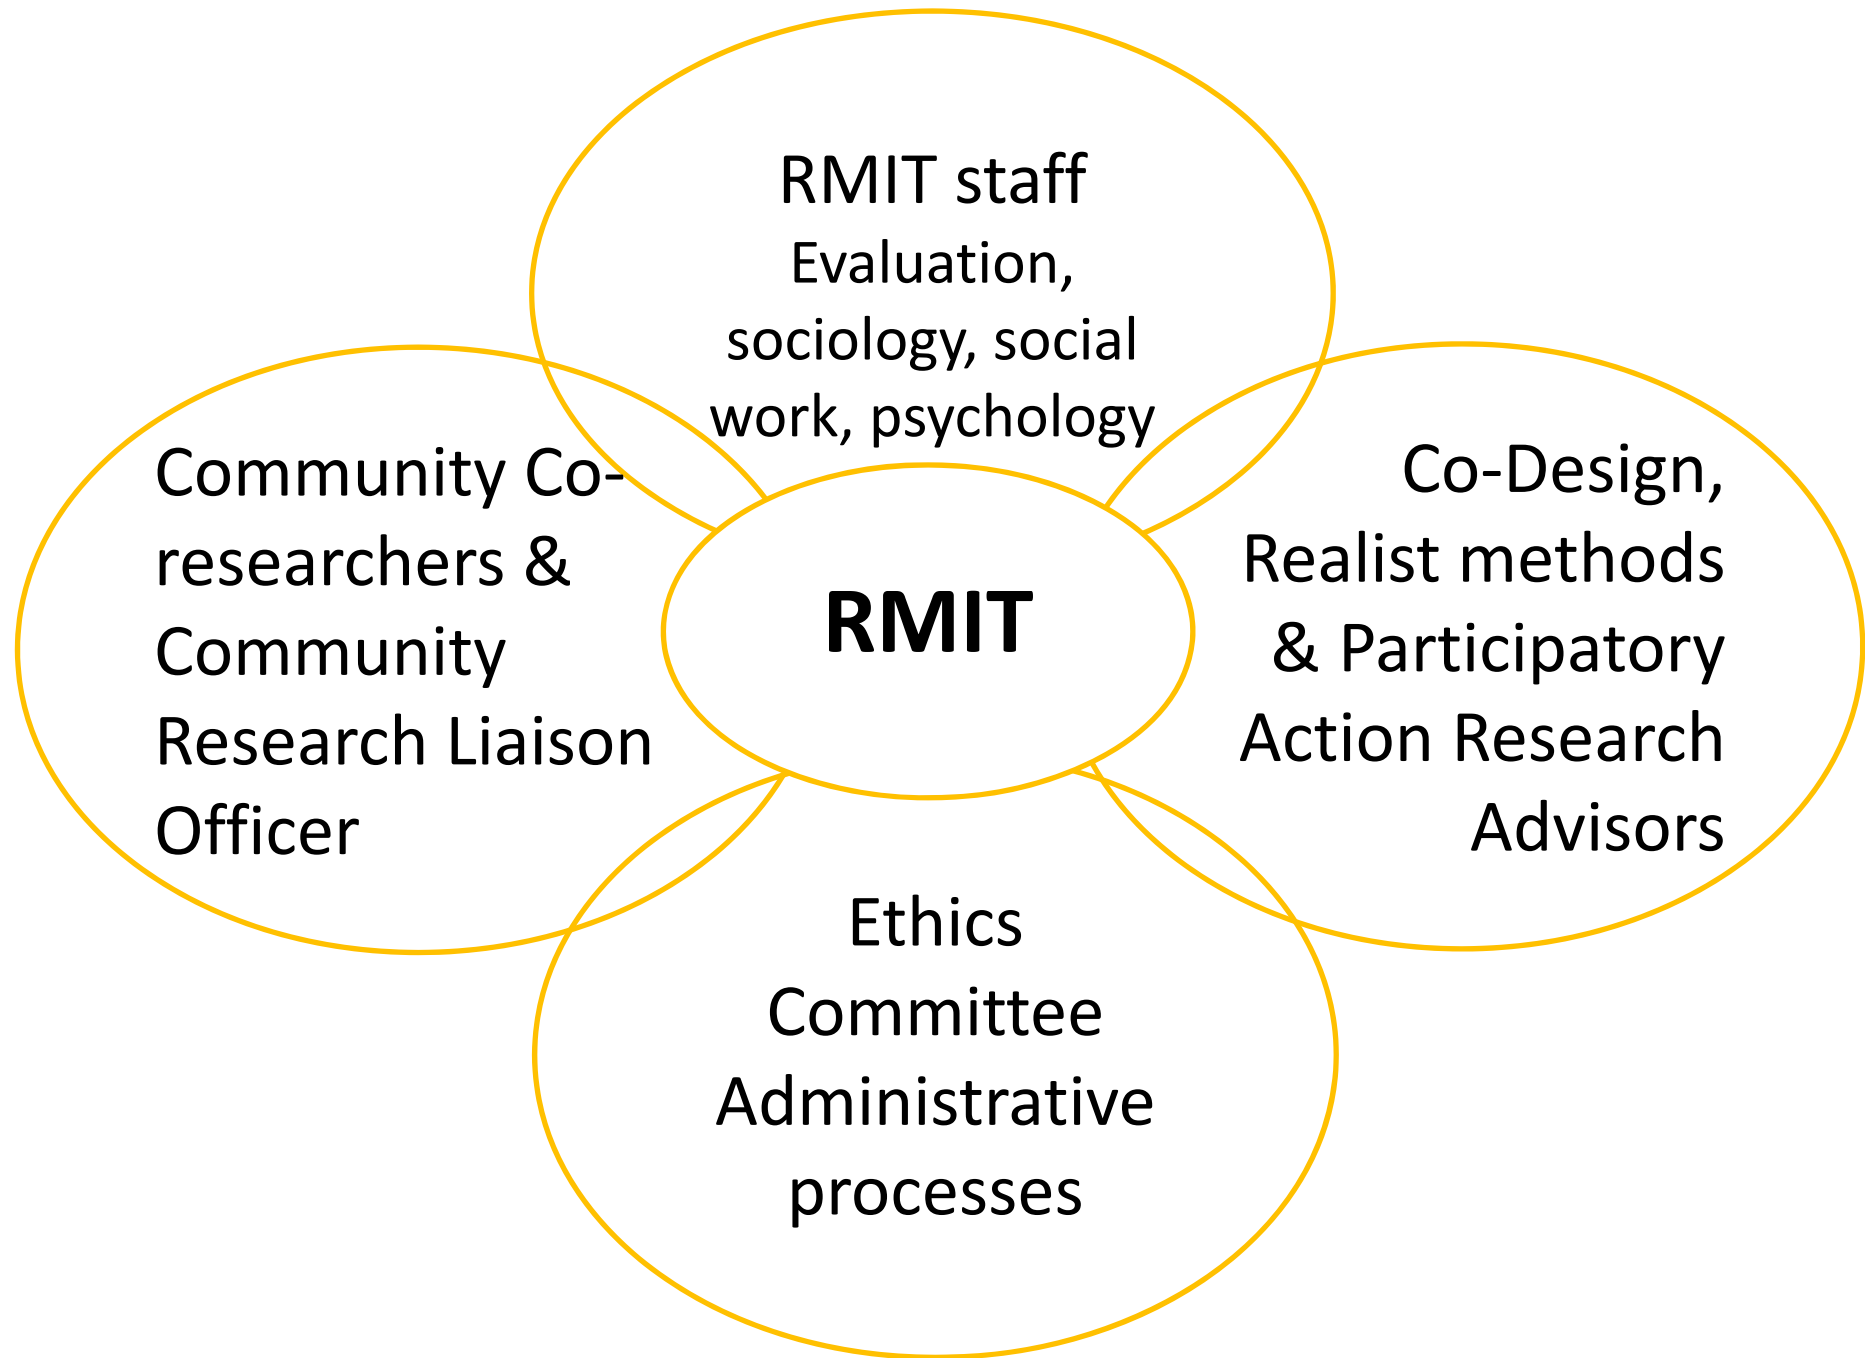 RMIT staff
Evaluation,
sociology, social
work, psychology
Community Co-
researchers &
Community
Research Liaison
Officer
RMIT
Co-Design,
Realist methods
& Participatory
Action Research
Advisors
Ethics
Committee
Administrative
processes